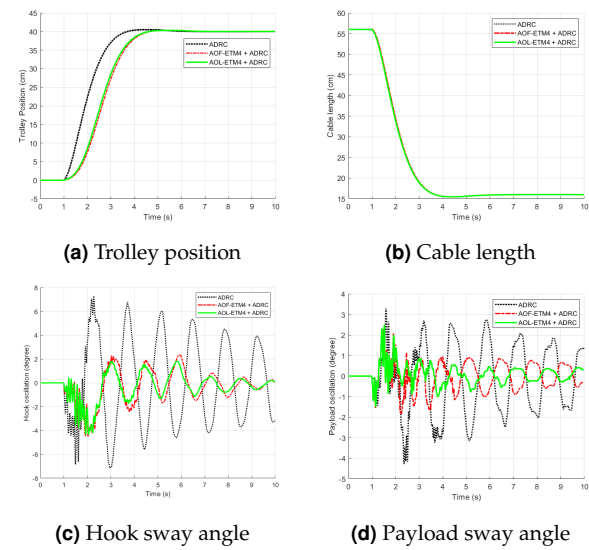 45
40
35
30
25
20
15
10
5
0
-5
Trolley Position (cm)
ADRC
AOF-ETM4 + ADRC
AOL-ETM4 + ADRC
0 1 2 3 4 5 6 7 8 9 10
Time (s)
(a) Trolley position
60
55
50
45
40
35
30
25
20
15
Cable length (cm)
ADRC
AOF-ETM4 + ADRC
AOL-ETM4 + ADRC
0 1 2 3 4 5 6 7 8 9 10
Time (s)
(b) Cable length
8
6
4
2
0
-2
-4
-6
-8
Hook oscillation (degree)
ADRC
AOF-ETM4 + ADRC
AOL-ETM4 + ADRC
0 1 2 3 4 5 6 7 8 9 10
Time (s)
(c) Hook sway angle
4
3
2
1
0
-1
-2
-3
-4
-5
Payload oscillation (degree)
ADRC
AOF-ETM4 + ADRC
AOL-ETM4 + ADRC
0 1 2 3 4 5 6 7 8 9 10
Time (s)
(d) Payload sway angle